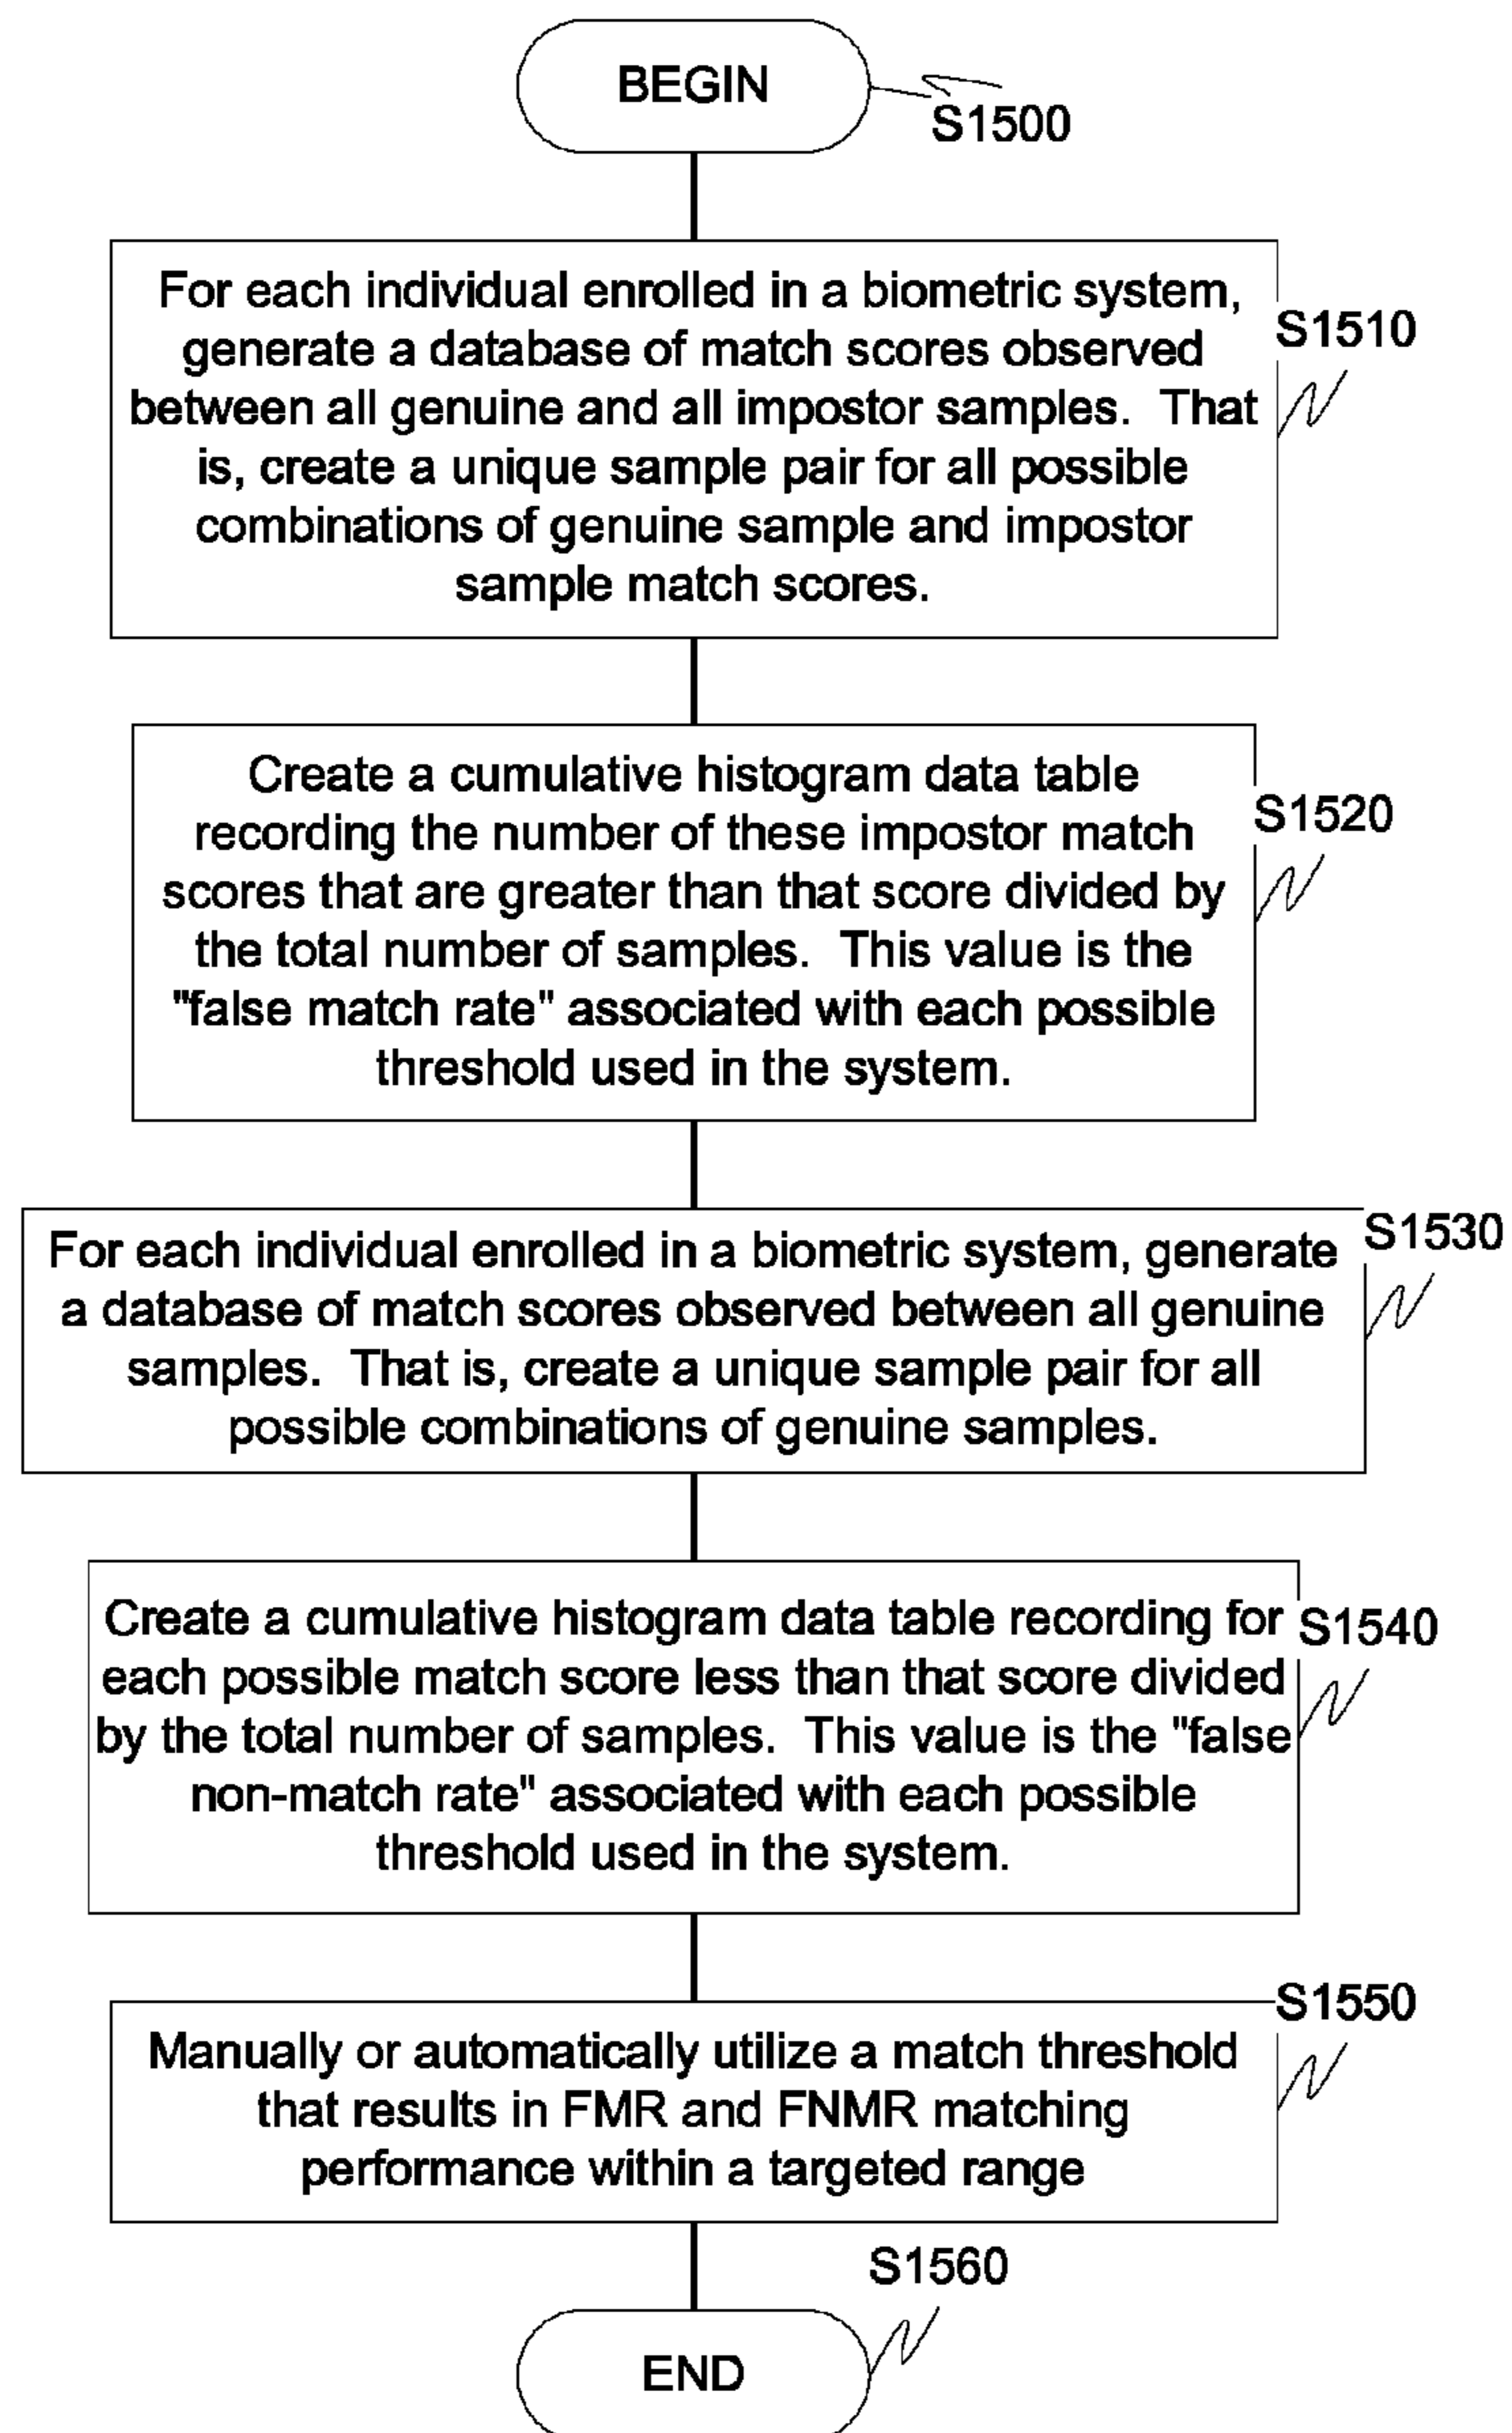 BEGIN
S1500
For each individual enrolled in a biometric system,
generate a database of match scores observed
between all genuine and all impostor samples.  That
is, create a unique sample pair for all possible
combinations of genuine sample and impostor
sample match scores.
S1510
Create a cumulative histogram data table
recording the number of these impostor match
scores that are greater than that score divided by
the total number of samples.  This value is the
"false match rate" associated with each possible
threshold used in the system.
S1520
For each individual enrolled in a biometric system, generate
a database of match scores observed between all genuine
samples.  That is, create a unique sample pair for all
possible combinations of genuine samples.
S1530
Create a cumulative histogram data table recording for
each possible match score less than that score divided
by the total number of samples.  This value is the "false
non-match rate" associated with each possible
threshold used in the system.
S1540
Manually or automatically utilize a match threshold
that results in FMR and FNMR matching
performance within a targeted range
S1550
END
S1560